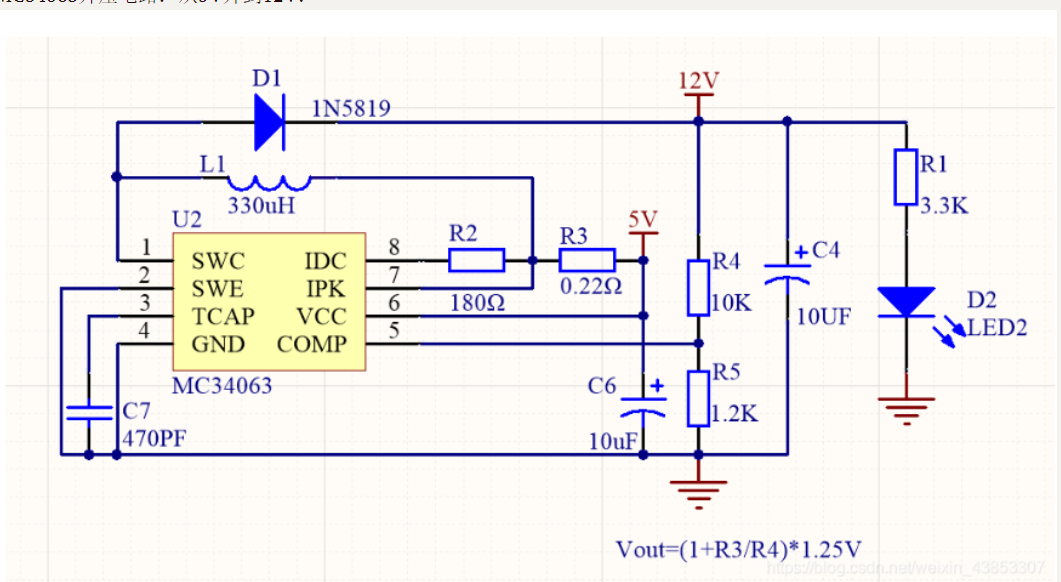 D1
1N5819
12V
L1
330uH
R1
3.3K
U2
5V
R2
R3
1
SWC
IDC
8
2
SWE
IPK
7
180Ω
0.22Ω
R4
10K
C4
10UF
3
TCAP
VCC
6
4
GND
COMP
5
D2
LED2
MC34063
C6
R5
1.2K
C7
470PF
10uF
Vout=(1+R3/R4)*1.25V
https://blog.csdn.net/weixin_43853307